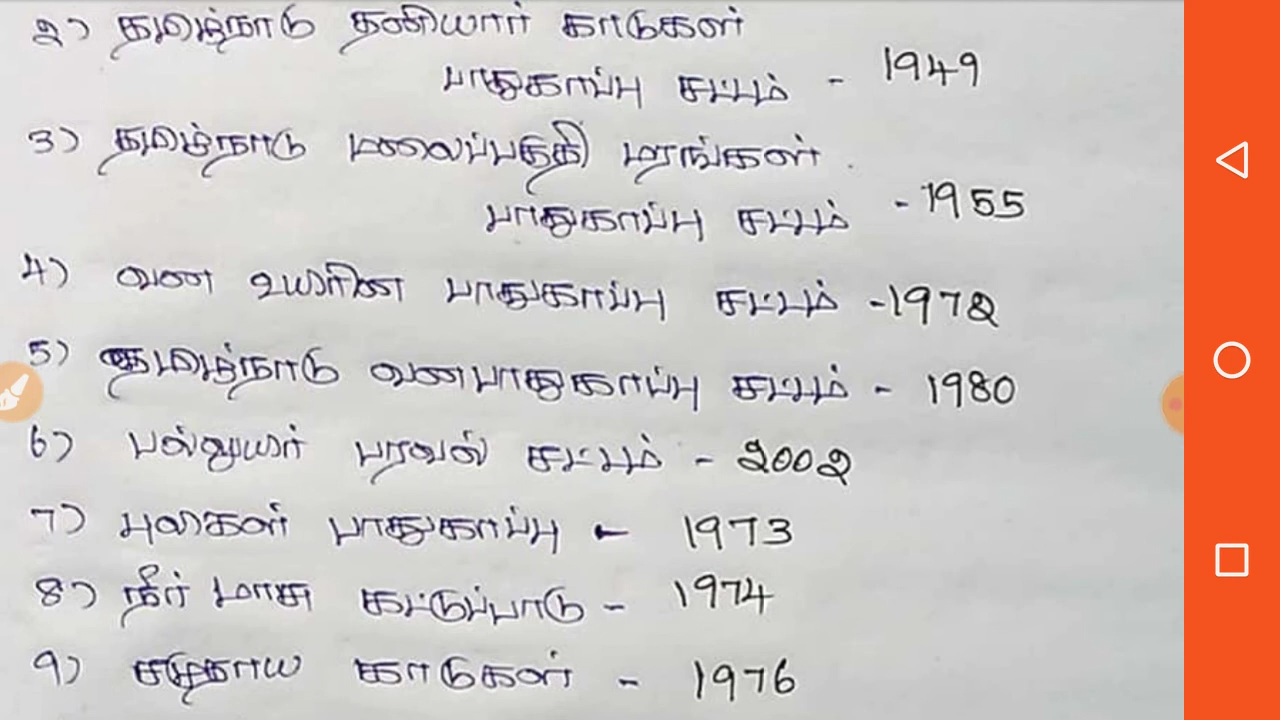 2) தமிழ்நாடு தனியார் காடுகள்
பாதுகாப்பு சட்டம் - 1949
3) தமிழ்நாடு மலைப்பகுதி மரங்கள்
பாதுகாப்பு சட்டம் - 1955
4) வன உயிரின பாதுகாப்பு சட்டம் - 1972
5) தமிழ்நாடு வனபாதுகாப்பு சட்டம் - 1980
6) பல்லுயிர் பரவல் சட்டம் - 2002
7) புலிகள் பாதுகாப்பு - 1973
8) நீர் மாசு கட்டுப்பாடு - 1974
9) சமுதாய காடுகள் - 1976